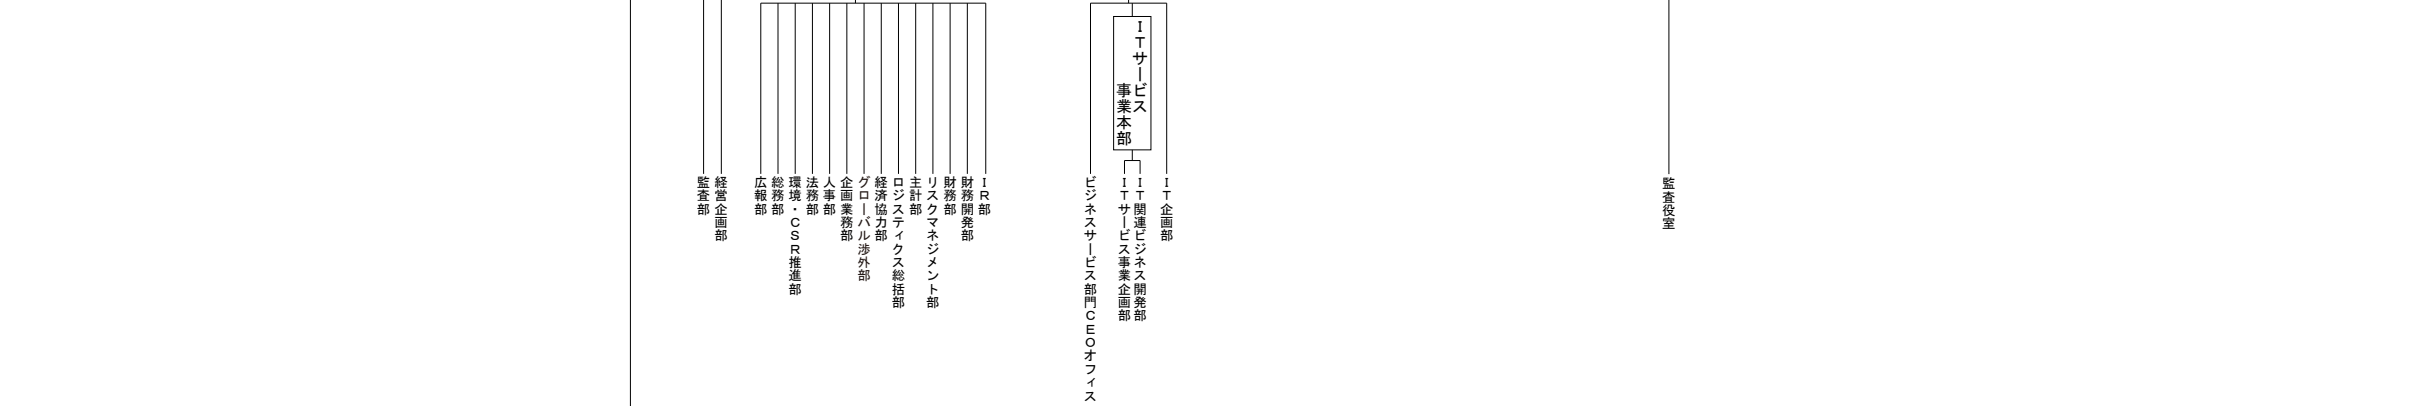 ITサービス
事業本部
監査部
経営企画部
広報部
総務部
環境・CSR推進部
法務部
人事部
企画業務部
グローバル渉外部
経済協力部
ロジスティクス総括部
主計部
リスクマネジメント部
財務部
財務開発部
IR部
ビジネスサービス部門CEOオフィス
ITサービス事業企画部
IT関連ビジネス開発部
IT企画部
監査役室